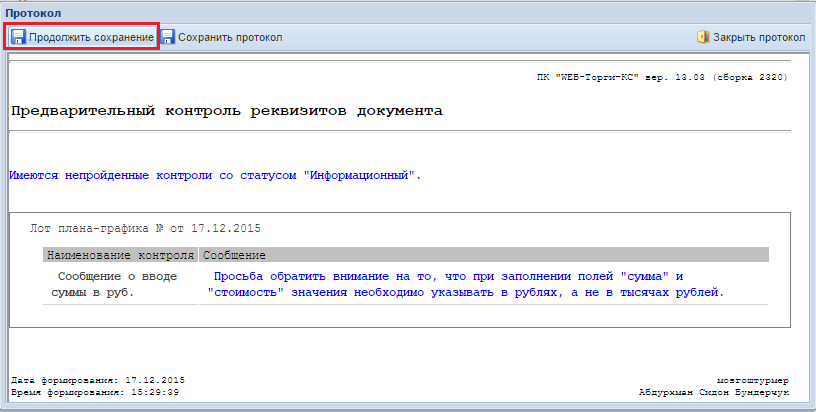 Протокол
Продолжить сохранение Сохранить протокол Закрыть протокол
ПК "WEB-Торги-КС" вер. 13.03 (сборка 2320)
Предварительный контроль реквизитов документа
Имеются непройденные контроли со статусом "Информационный".
Лот плана-графика № от 17.12.2015
Наименование контроля Сообщение
Сообщение о вводе Просьба обратить внимание на то, что при заполнении полей "сумма" и
суммы в руб. "стоимость" значения необходимо указывать в рублях, а не в тысячах рублей.
Дата формирования: 17.12.2015 мозгоштурмер
Время формирования: 15:29:39 Абдурхман Сидон Бундерчук